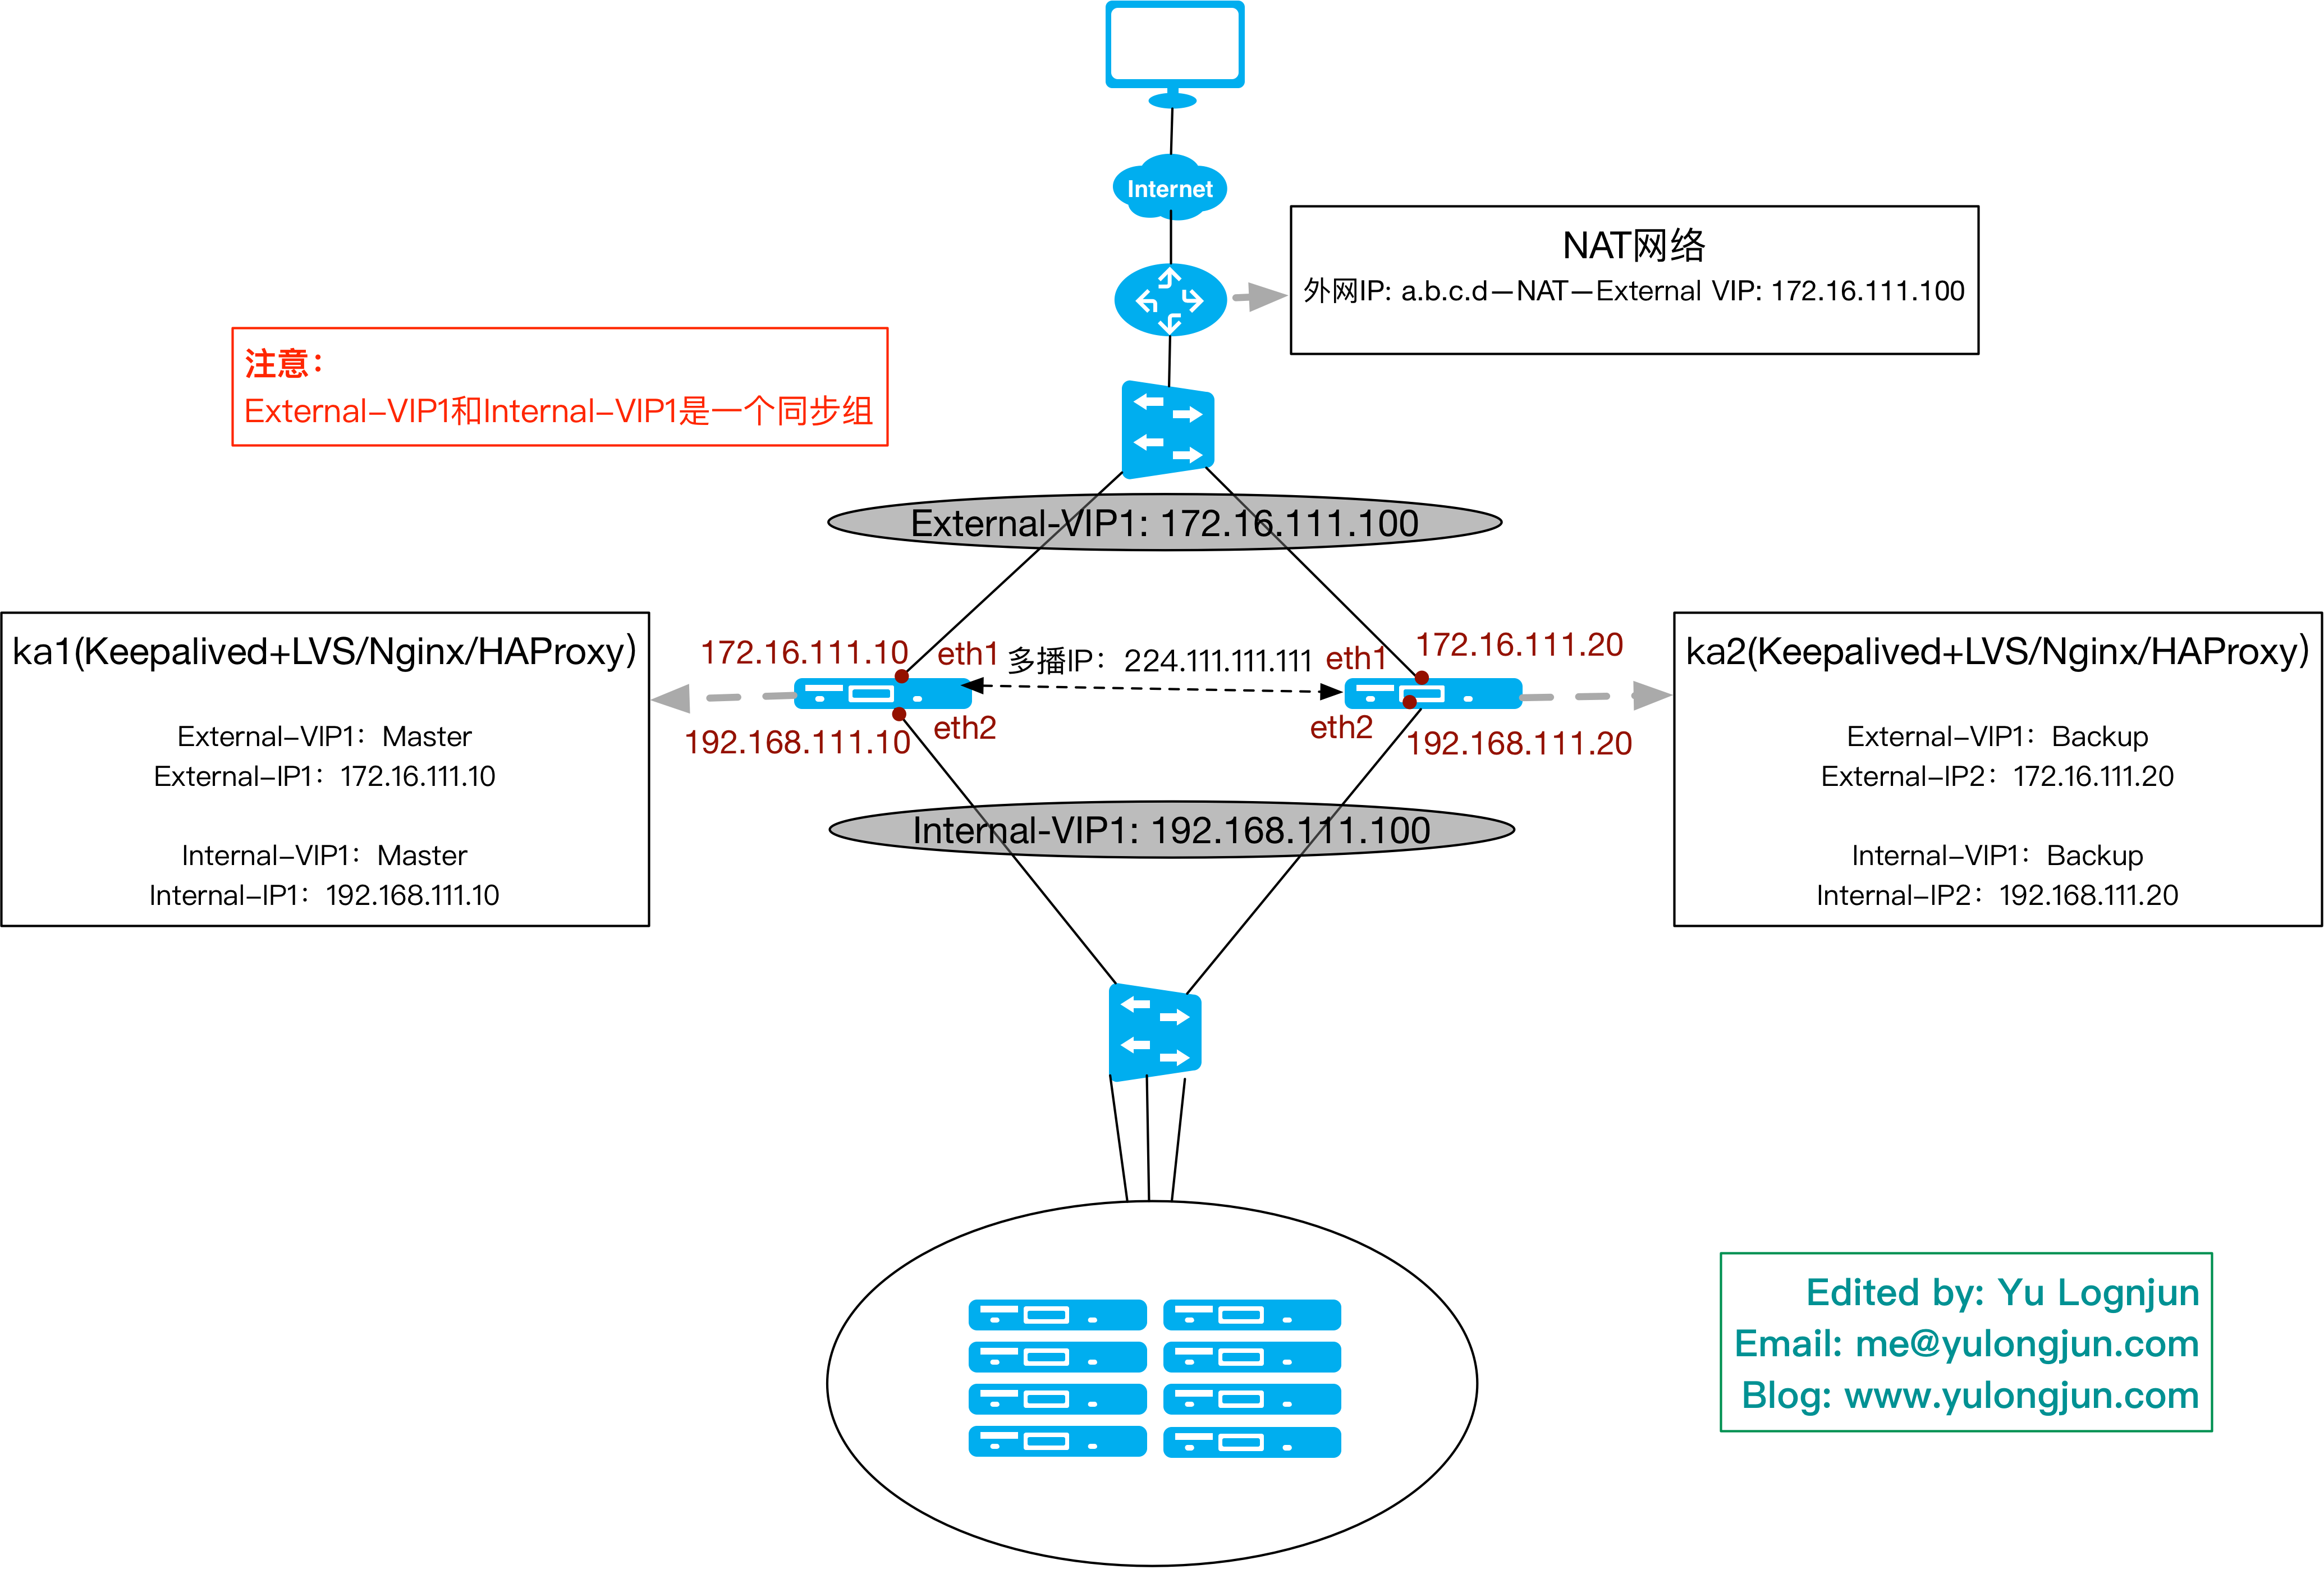 Internet
NAT网络
外网IP: a.b.c.d—NAT—External VIP: 172.16.111.100
注意：
External-VIP1和Internal-VIP1是一个同步组
External-VIP1: 172.16.111.100
ka1(Keepalived+LVS/Nginx/HAProxy)
External-VIP1：Master
External-IP1：172.16.111.10
Internal-VIP1：Master
Internal-IP1：192.168.111.10
172.16.111.10
eth1
多播IP：224.111.111.111
eth1
172.16.111.20
192.168.111.10
eth2
eth2
192.168.111.20
ka2(Keepalived+LVS/Nginx/HAProxy)
External-VIP1：Backup
External-IP2：172.16.111.20
Internal-VIP1：Backup
Internal-IP2：192.168.111.20
Internal-VIP1: 192.168.111.100
Edited by: Yu Lognjun
Email: me@yulongjun.com
Blog: www.yulongjun.com